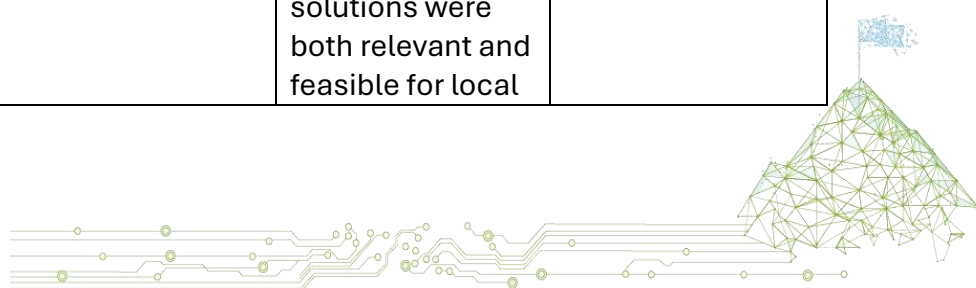 solutions were
both relevant and
feasible for local